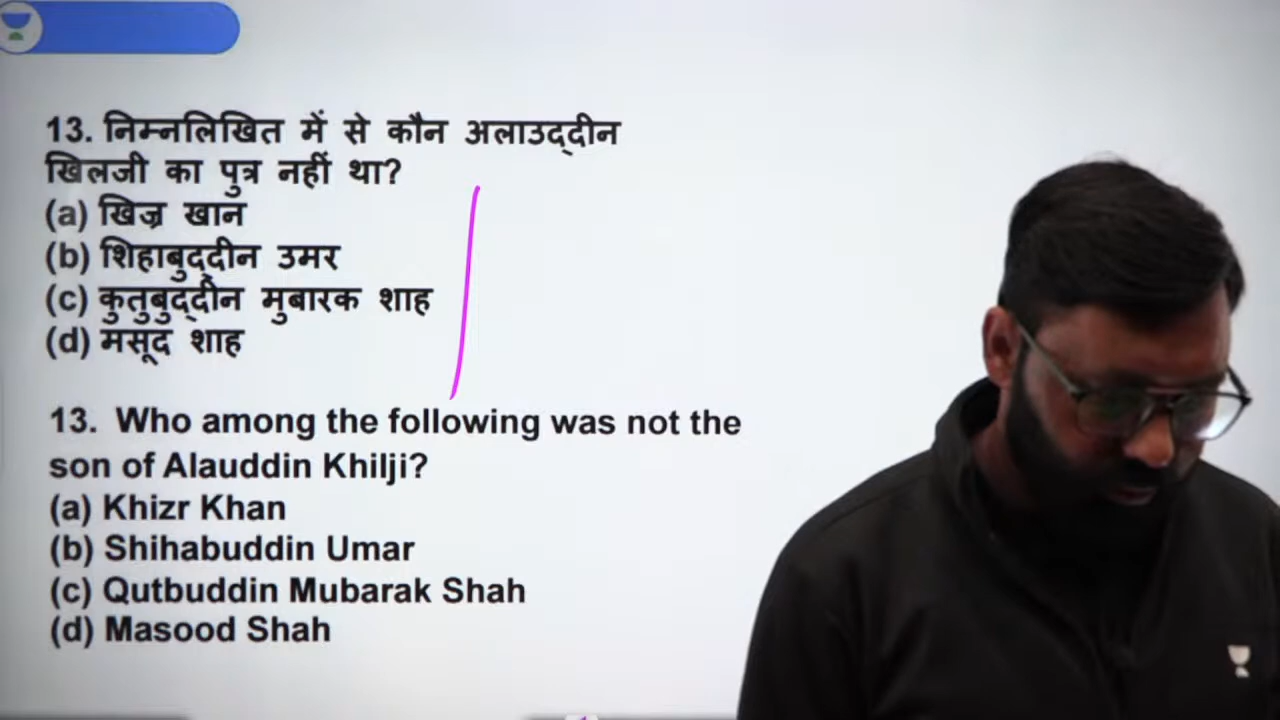 13. निम्नलिखित में से कौन अलाउद्दीन
खिलजी का पुत्र नहीं था?
(a) खिज्र खान
(b) शिहाबुद्दीन उमर
(c) कुतुबुद्दीन मुबारक शाह
(d) मसूद शाह
13. Who among the following was not the
son of Alauddin Khilji?
(a) Khizr Khan
(b) Shihabuddin Umar
(c) Qutbuddin Mubarak Shah
(d) Masood Shah